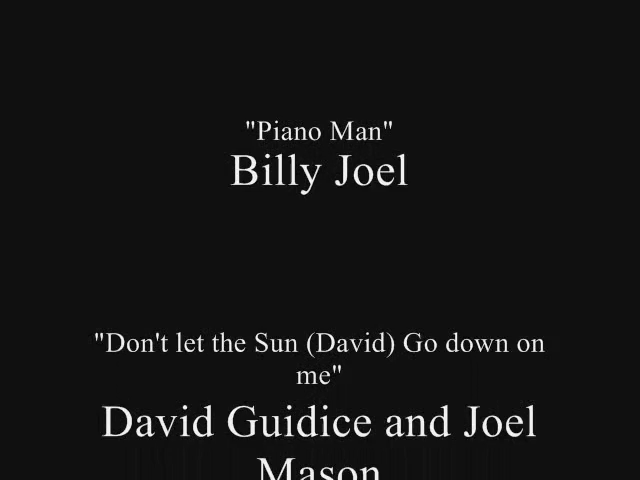 "Piano Man"
Billy Joel
"Don't let the Sun (David) Go down on
me"
David Guidice and Joel
Mason